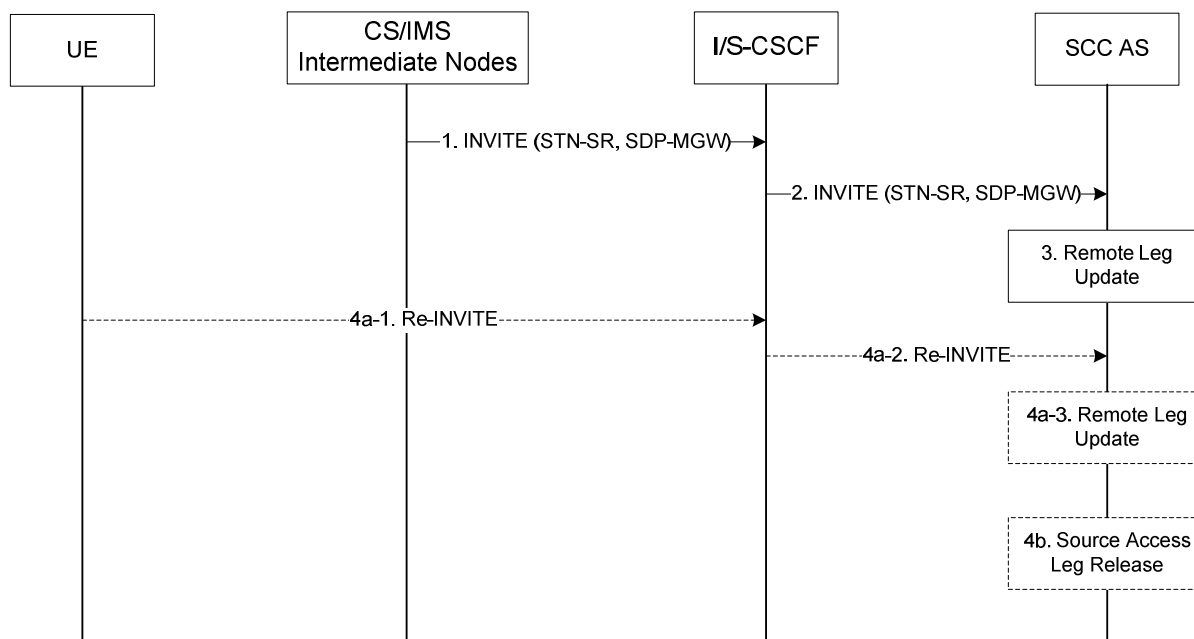 UE
CS/IMS
Intermediate Nodes
I/S-CSCF
SCC AS
1. INVITE (STN-SR, SDP-MGW)
2. INVITE (STN-SR, SDP-MGW)
3. Remote Leg
Update
4a-1. Re-INVITE
4a-2. Re-INVITE
4a-3. Remote Leg
Update
4b. Source Access
Leg Release